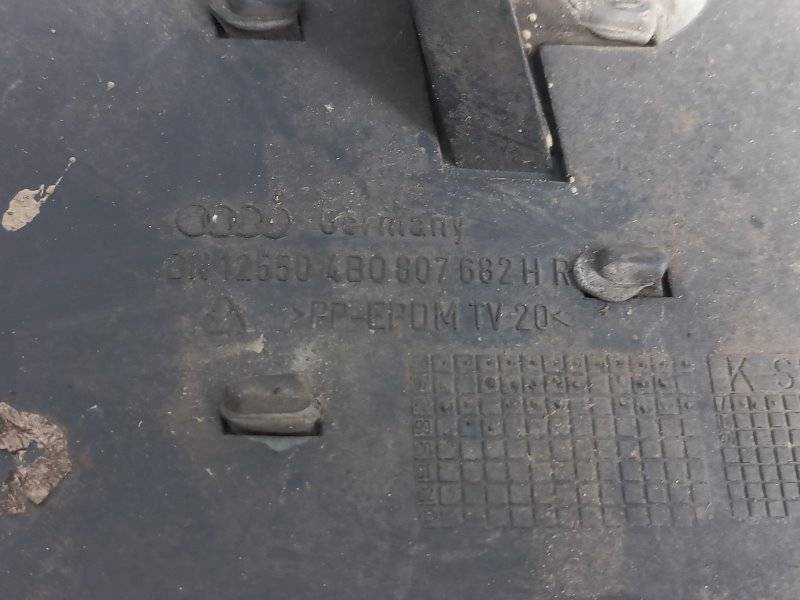 Germany
DN 12550 4B0 807 682 H R
>PP-EPDM TV 20<
K S